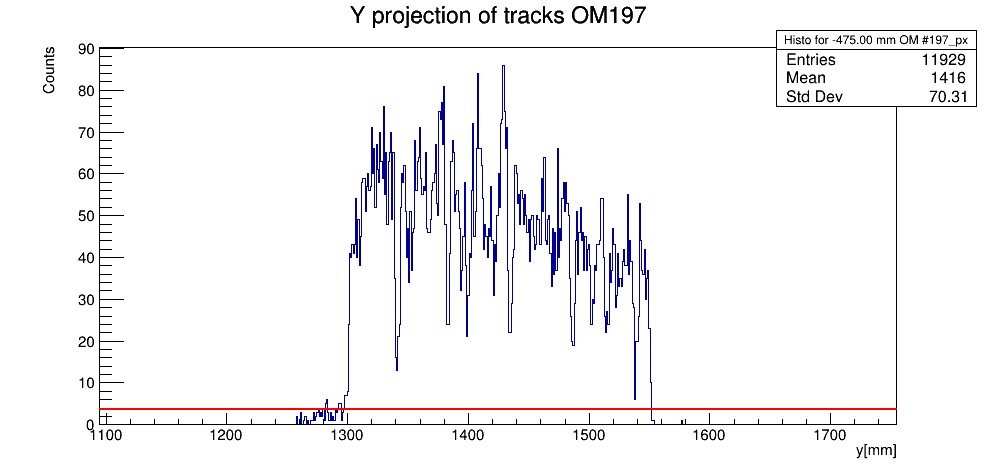 Y projection of tracks OM197
Histo for -475.00 mm OM #197_px
Entries 11929
Mean 1416
Std Dev 70.31
Counts
90
80
70
60
50
40
30
20
10
0
1100 1200 1300 1400 1500 1600 1700
y[mm]